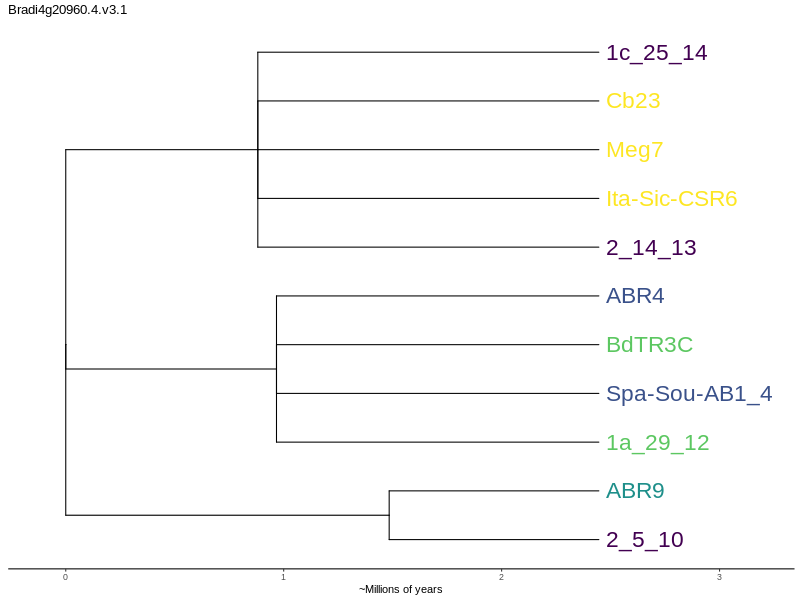 Bradi4g20960.4.v3.1
1c_25_14
Cb23
Meg7
Ita-Sic-CSR6
2_14_13
ABR4
BdTR3C
Spa-Sou-AB1_4
1a_29_12
ABR9
2_5_10
0 1 2 3
~Millions of years